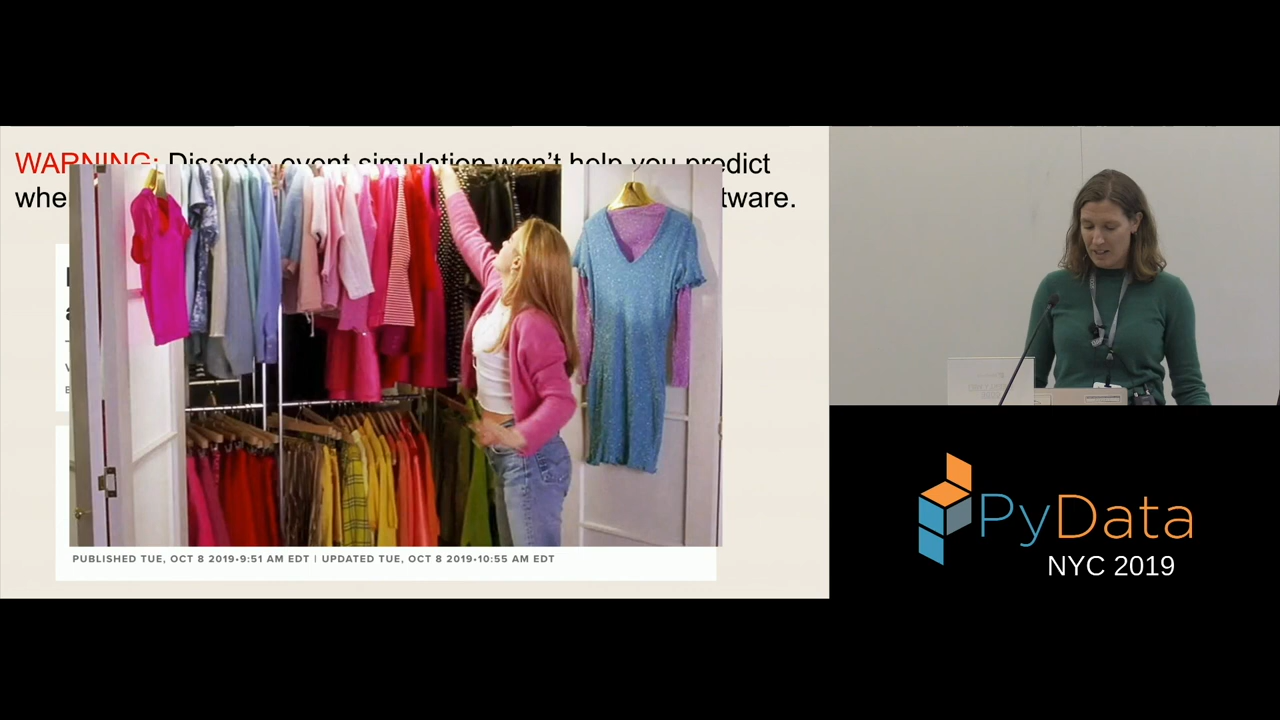 WARNING: Discrete event simulation won't help you predict
whe tware.
PUBLISHED TUE, OCT 8 2019•9:51 AM EDT | UPDATED TUE, OCT 8 2019•10:55 AM EDT
PyData
NYC 2019